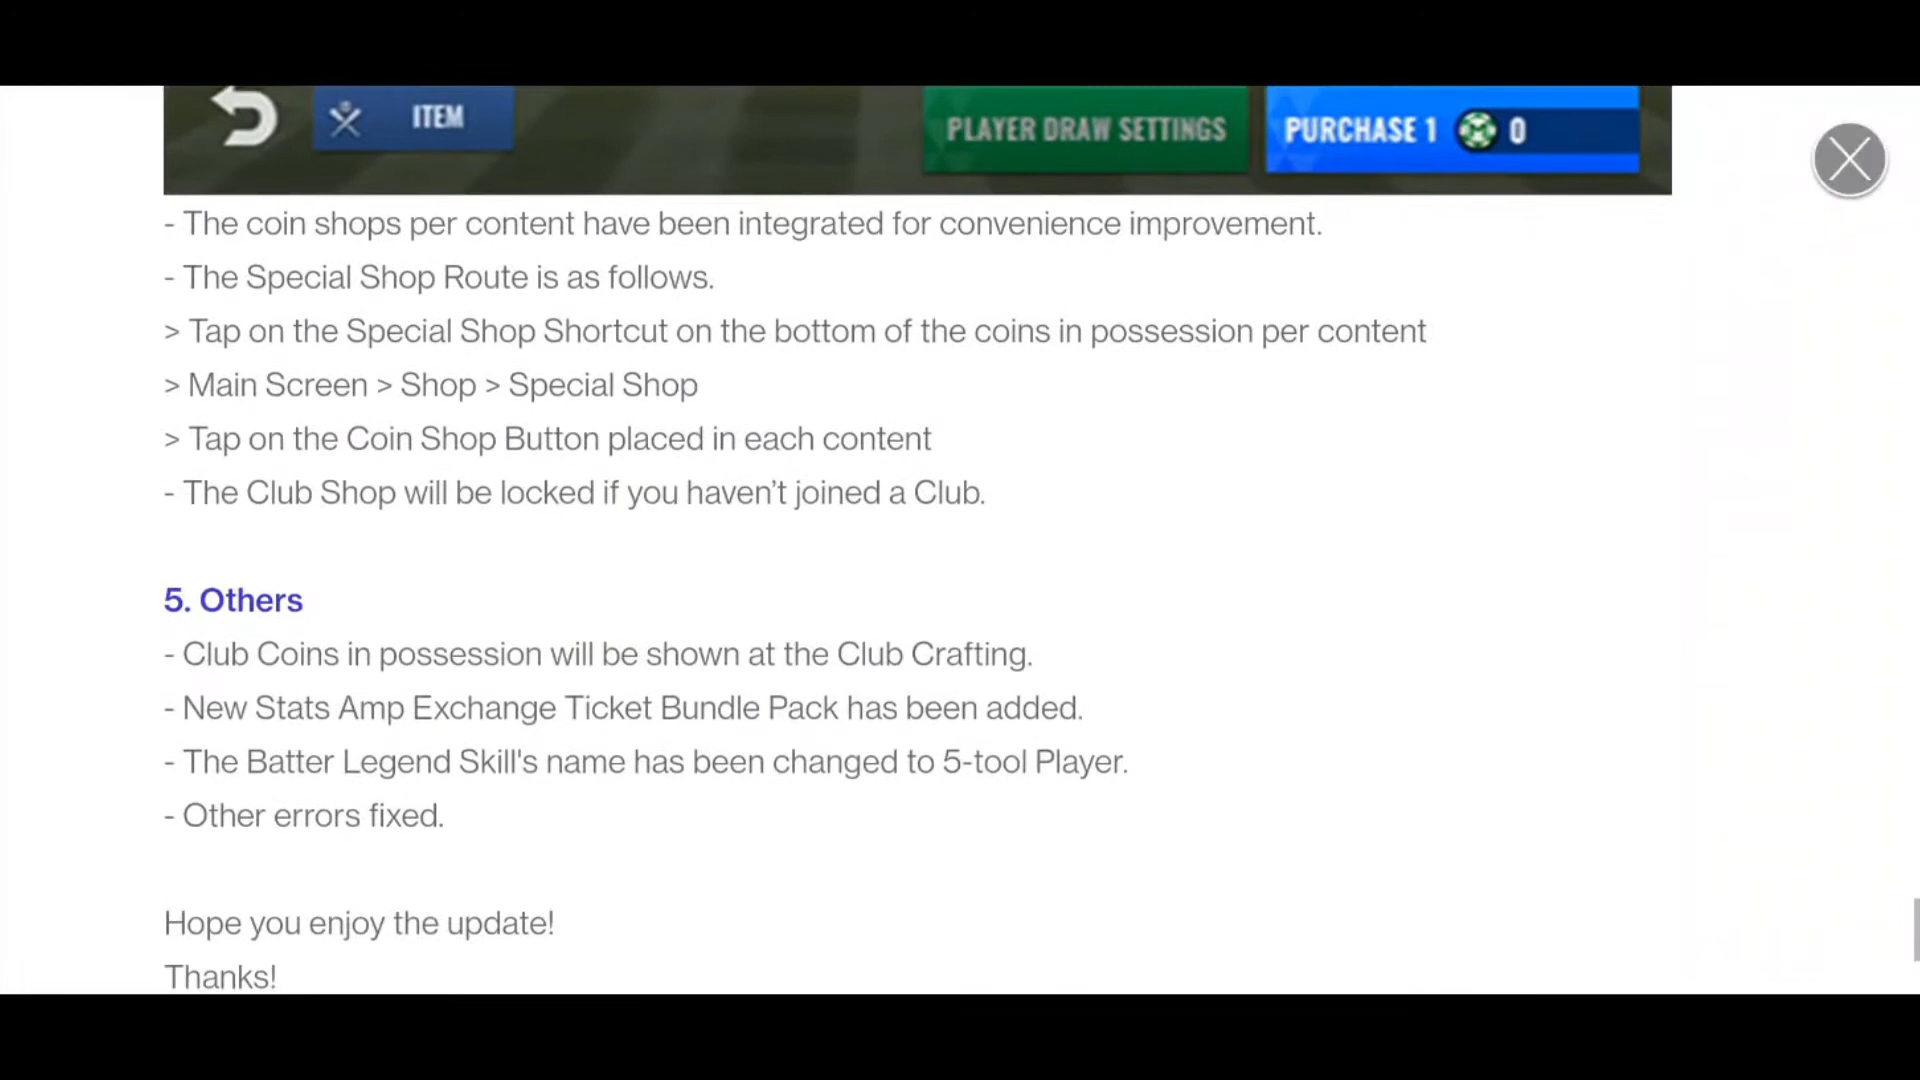 ITEM
PLAYER DRAW SETTINGS
PURCHASE 1 0
- The coin shops per content have been integrated for convenience improvement.
- The Special Shop Route is as follows.
> Tap on the Special Shop Shortcut on the bottom of the coins in possession per content
> Main Screen > Shop > Special Shop
> Tap on the Coin Shop Button placed in each content
- The Club Shop will be locked if you haven’t joined a Club.
5. Others
- Club Coins in possession will be shown at the Club Crafting.
- New Stats Amp Exchange Ticket Bundle Pack has been added.
- The Batter Legend Skill's name has been changed to 5-tool Player.
- Other errors fixed.
Hope you enjoy the update!
Thanks!